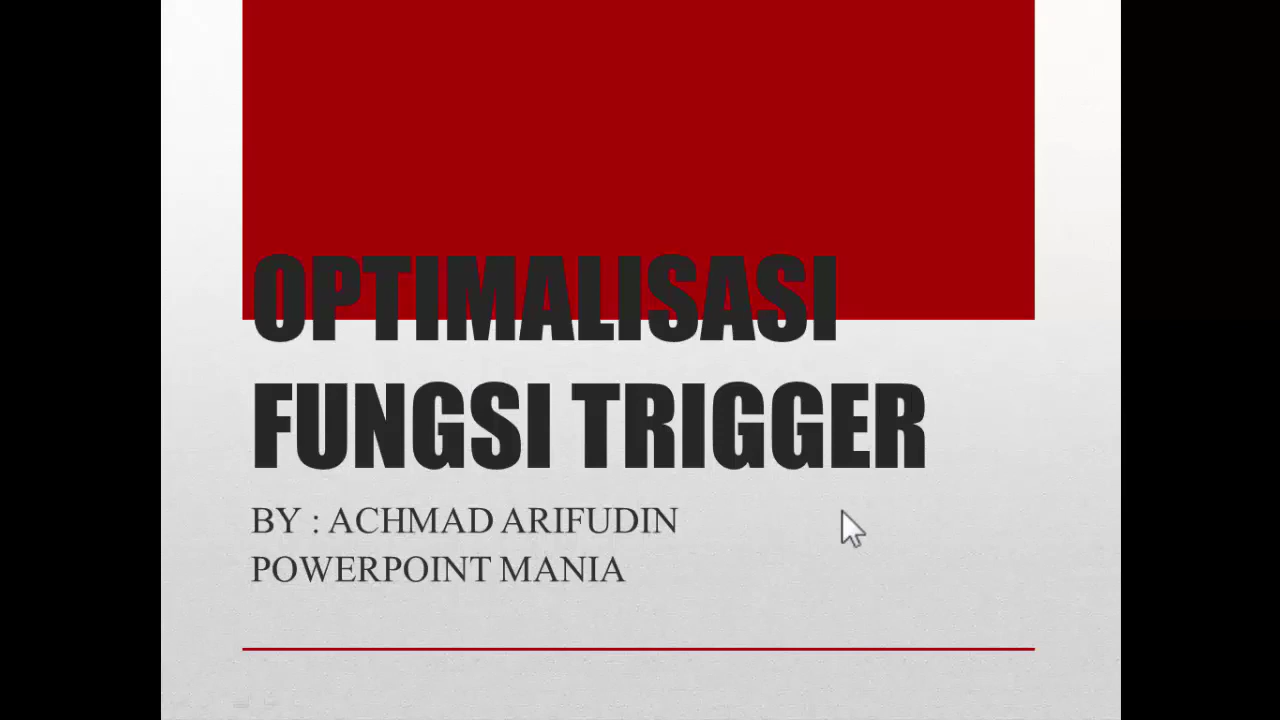 OPTIMALISASI
FUNGSI TRIGGER
BY : ACHMAD ARIFUDIN
POWERPOINT MANIA